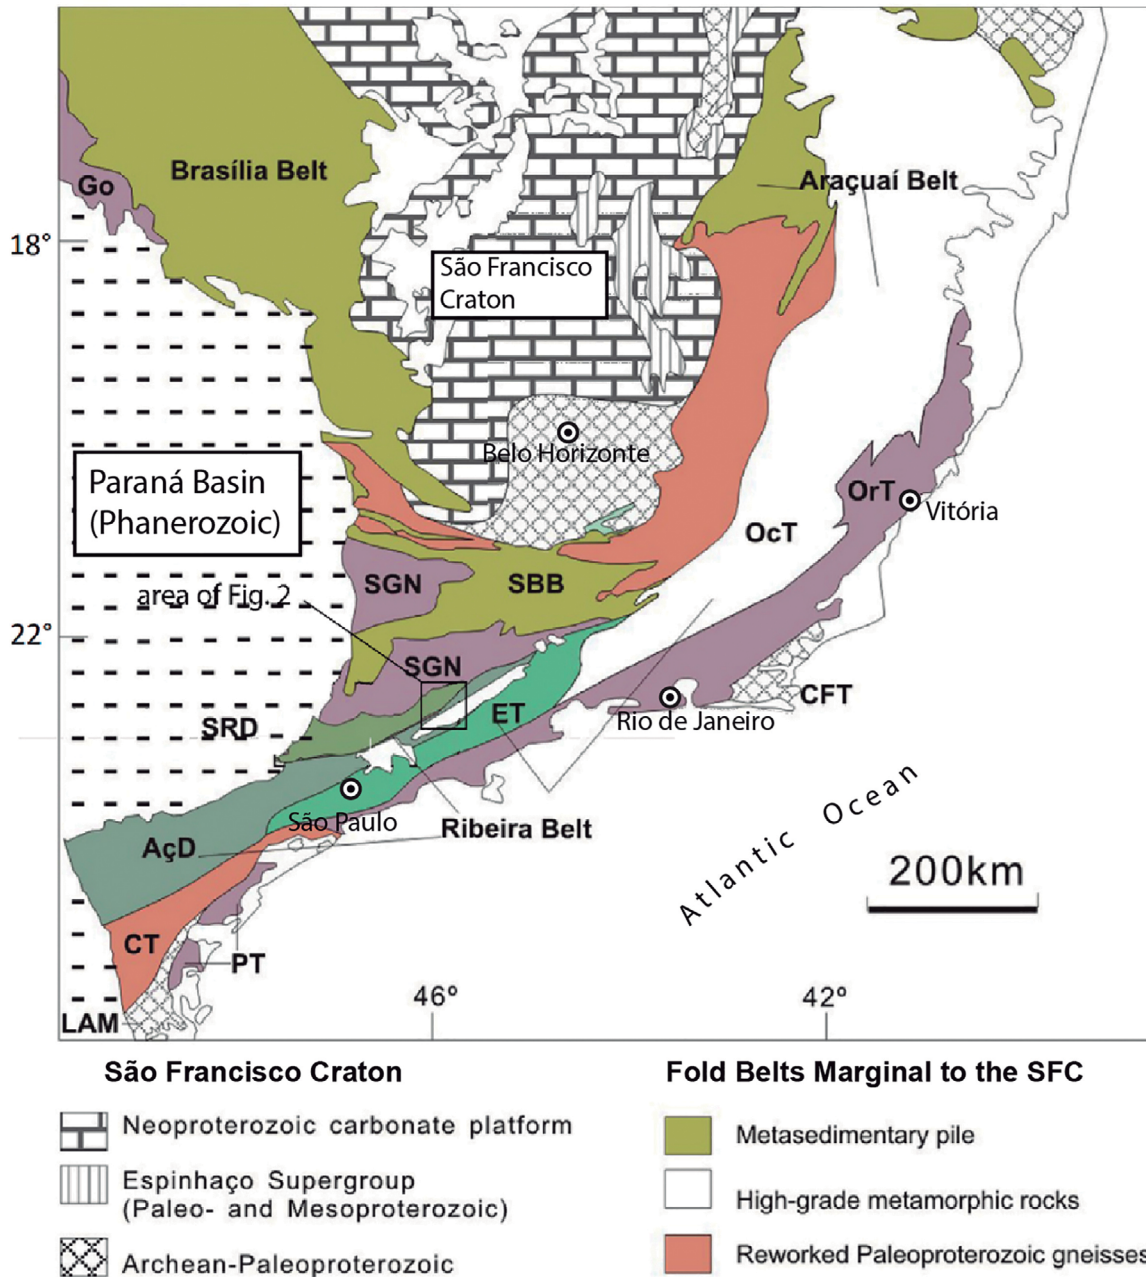 Brasília Belt
Go
Araçuaí Belt
18°
São Francisco
Craton
Belo Horizonte
Paraná Basin
(Phanerozoic)
OrT
Vitória
OcT
SGN
SBB
area of Fig. 2
22°
SGN
CFT
SRD
ET
Rio de Janeiro
São Paulo
Ribeira Belt
AçD
Atlantic Ocean
200km
CT
PT
46º
42º
LAM
São Francisco Craton
Neoproterozoic carbonate platform
Espinhaço Supergroup
(Paleo- and Mesoproterozoic)
Archean-Paleoproterozoic
Fold Belts Marginal to the SFC
Metasedimentary pile
High-grade metamorphic rocks
Reworked Paleoproterozoic gneisses